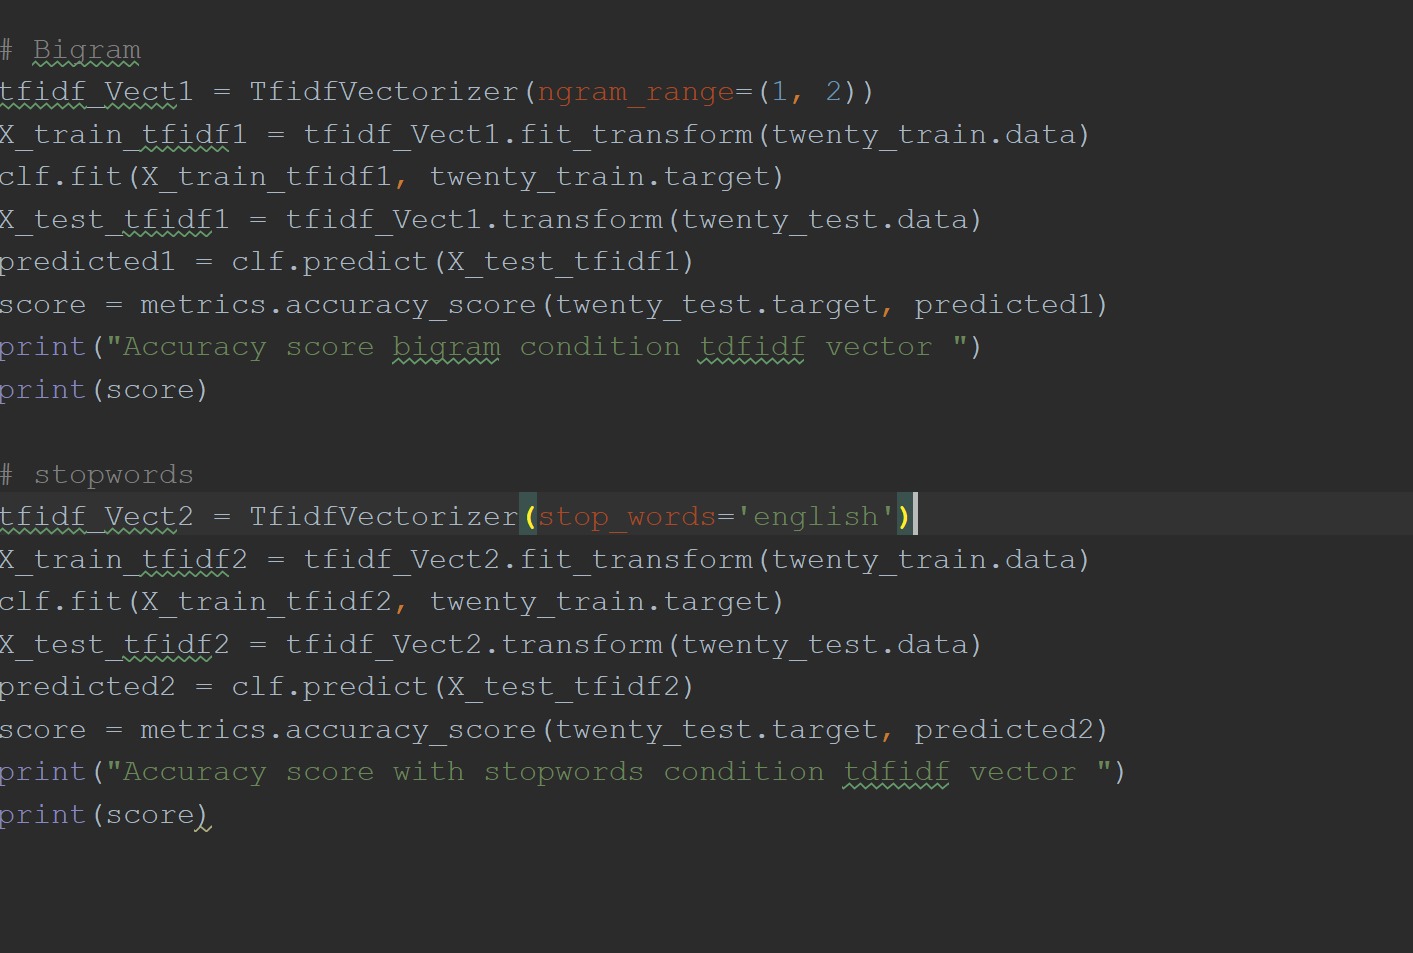 # Bigram
tfidf_Vect1 = TfidfVectorizer(ngram_range=(1, 2))
X_train_tfidf1 = tfidf_Vect1.fit_transform(twenty_train.data)
clf.fit(X_train_tfidf1, twenty_train.target)
X_test_tfidf1 = tfidf_Vect1.transform(twenty_test.data)
predicted1 = clf.predict(X_test_tfidf1)
score = metrics.accuracy_score(twenty_test.target, predicted1)
print("Accuracy score bigram condition tdfidf vector ")
print(score)
# stopwords
tfidf_Vect2 = TfidfVectorizer(stop_words='english')
X_train_tfidf2 = tfidf_Vect2.fit_transform(twenty_train.data)
clf.fit(X_train_tfidf2, twenty_train.target)
X_test_tfidf2 = tfidf_Vect2.transform(twenty_test.data)
predicted2 = clf.predict(X_test_tfidf2)
score = metrics.accuracy_score(twenty_test.target, predicted2)
print("Accuracy score with stopwords condition tdfidf vector ")
print(score)